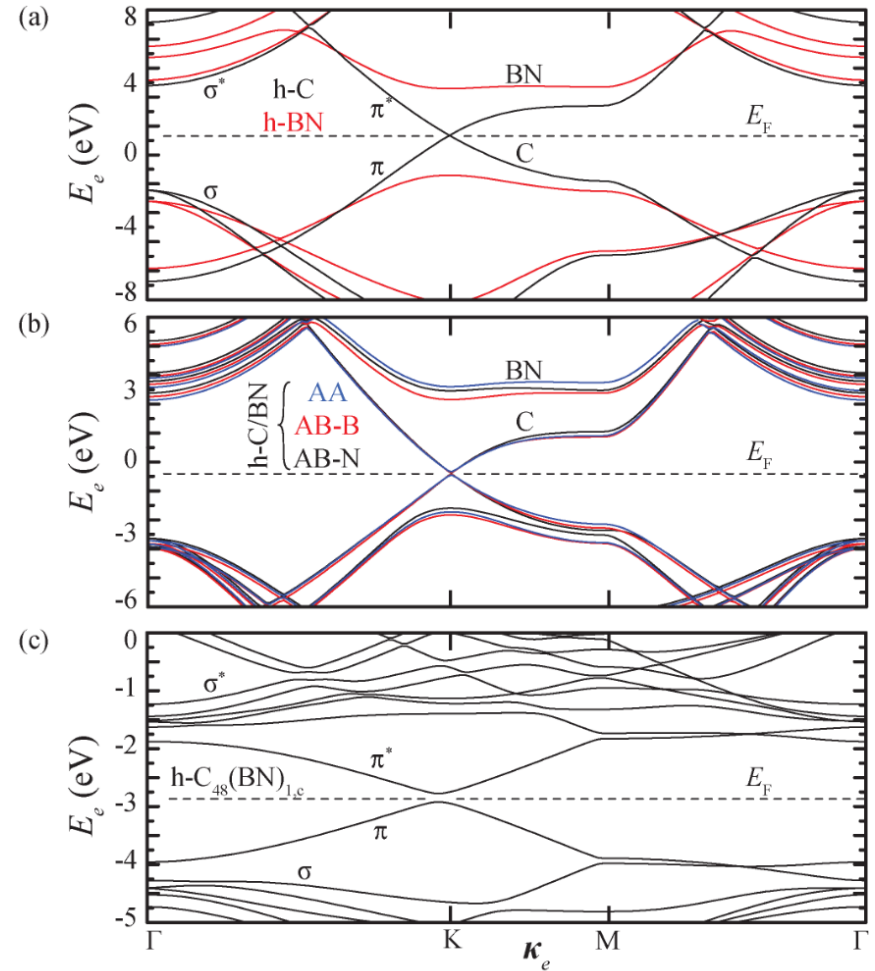 (a)
8
4
0
-4
-8
E_e (eV)
σ*
h-C
h-BN
π*
BN
E_F
C
π
σ
(b)
6
3
0
-3
-6
E_e (eV)
h-C/BN
AA
AB-B
AB-N
BN
C
E_F
(c)
0
-1
-2
-3
-4
-5
E_e (eV)
σ*
π*
h-C₄₈(BN)₁,c
E_F
π
σ
Γ K κ_e M Γ